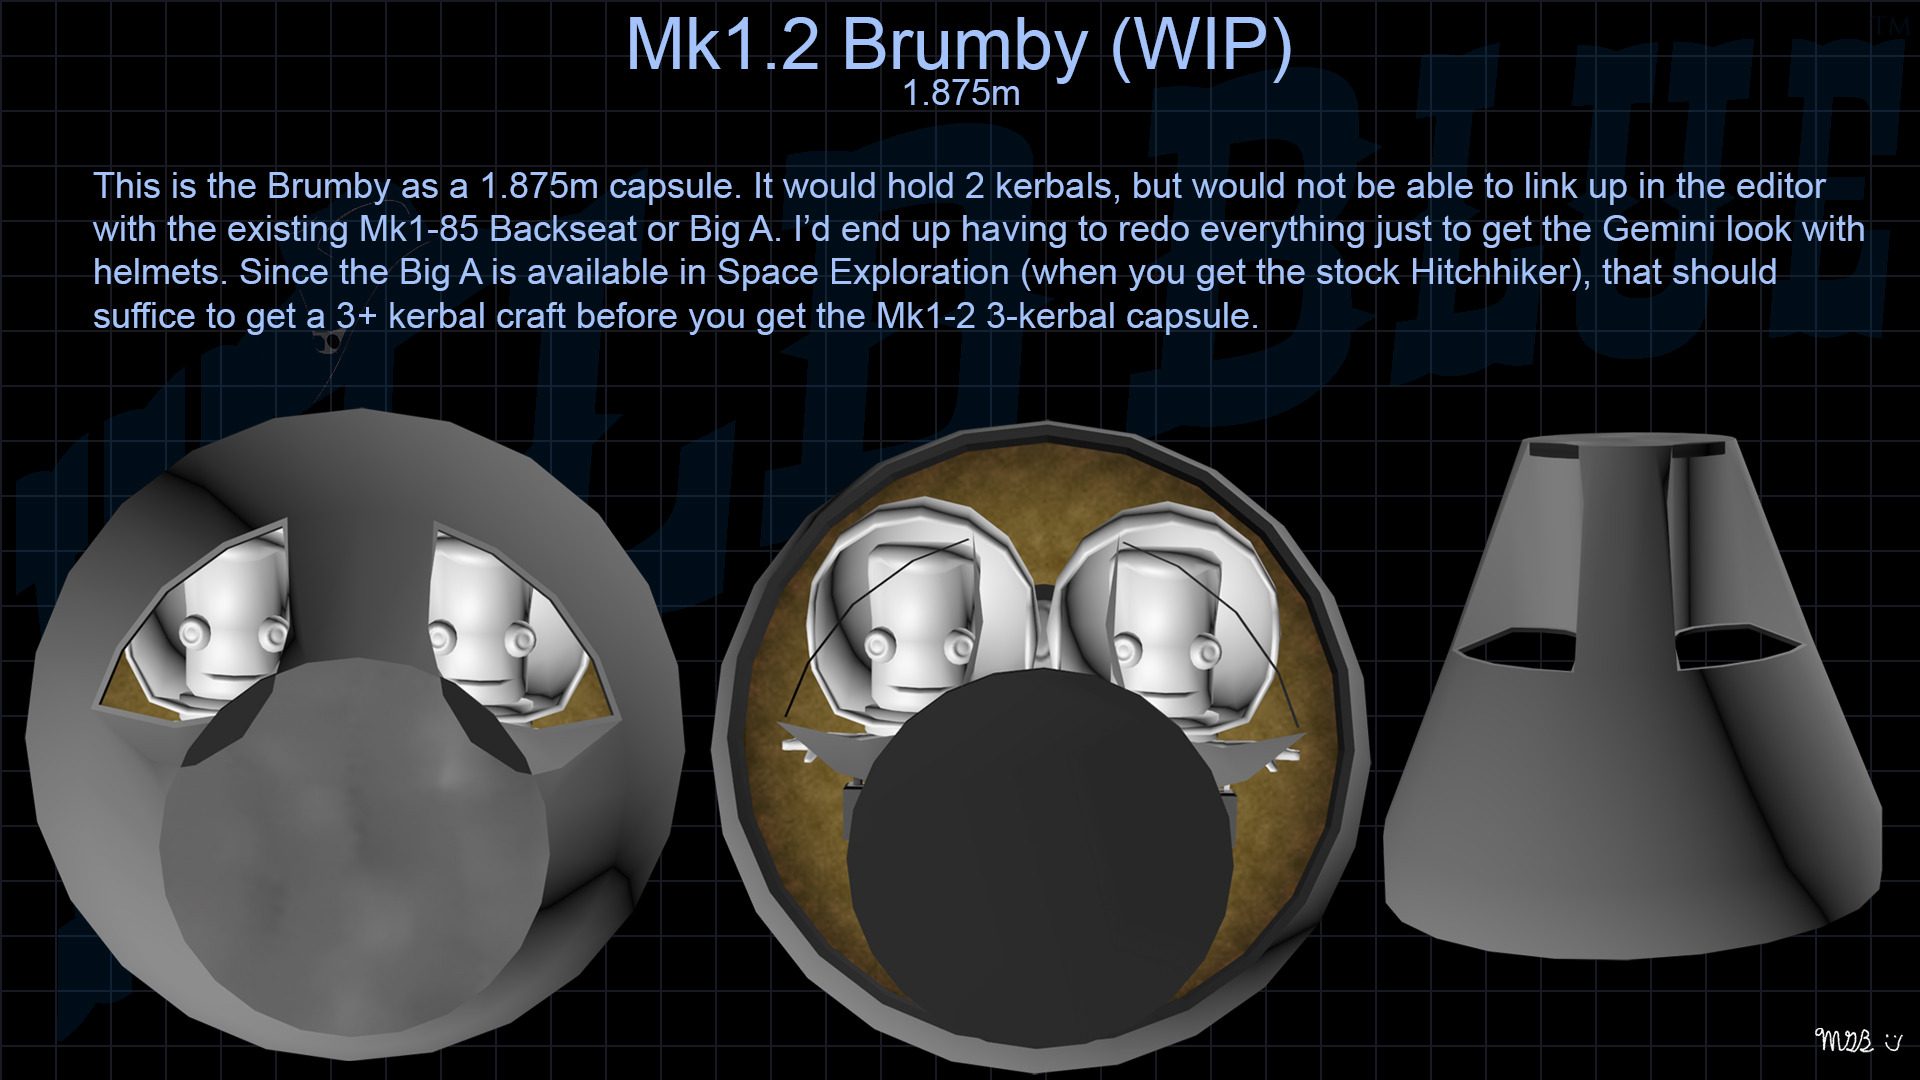 Mk1.2 Brumby (WIP)
1.875m
TM
This is the Brumby as a 1.875m capsule. It would hold 2 kerbals, but would not be able to link up in the editor
with the existing Mk1-85 Backseat or Big A. I’d end up having to redo everything just to get the Gemini look with
helmets. Since the Big A is available in Space Exploration (when you get the stock Hitchhiker), that should
suffice to get a 3+ kerbal craft before you get the Mk1-2 3-kerbal capsule.
WILD BLUE
MGB